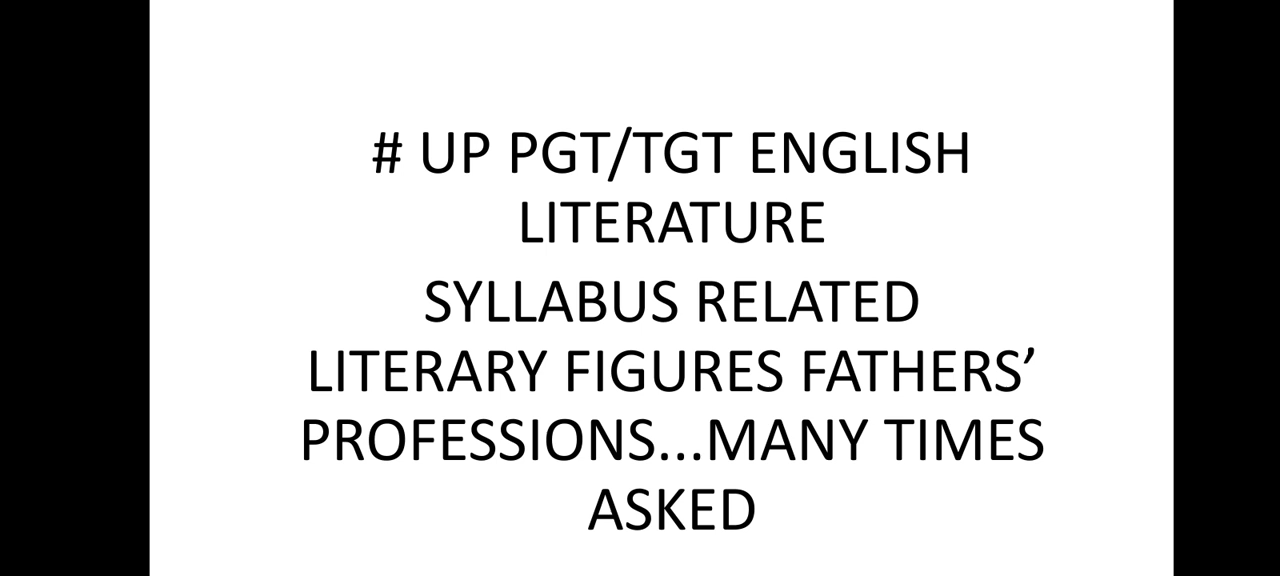 # UP PGT/TGT ENGLISH
LITERATURE
SYLLABUS RELATED
LITERARY FIGURES FATHERS’
PROFESSIONS...MANY TIMES
ASKED